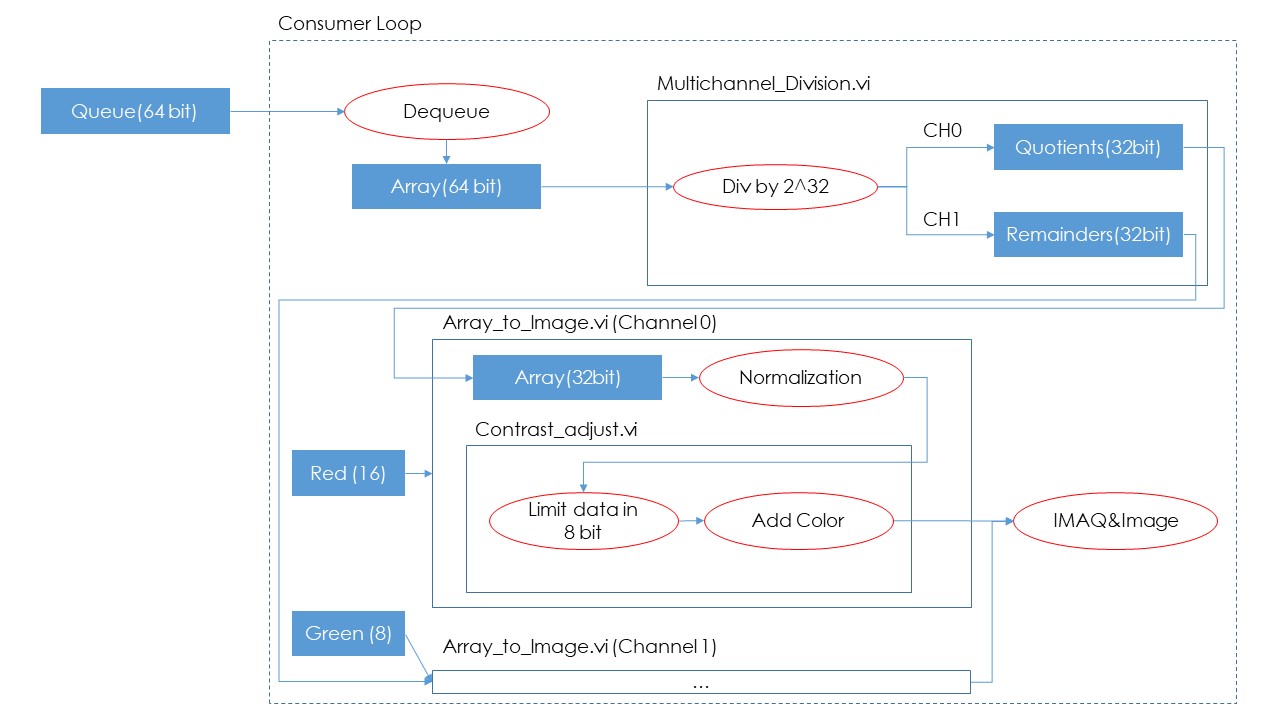 Consumer Loop
Queue(64 bit)
Dequeue
Array(64 bit)
Multichannel_Division.vi
Div by 2^32
CH0
Quotients(32bit)
CH1
Remainders(32bit)
Array_to_Image.vi (Channel 0)
Array(32bit)
Normalization
Contrast_adjust.vi
Red (16)
Limit data in
8 bit
Add Color
IMAQ&Image
Green (8)
Array_to_Image.vi (Channel 1)
...